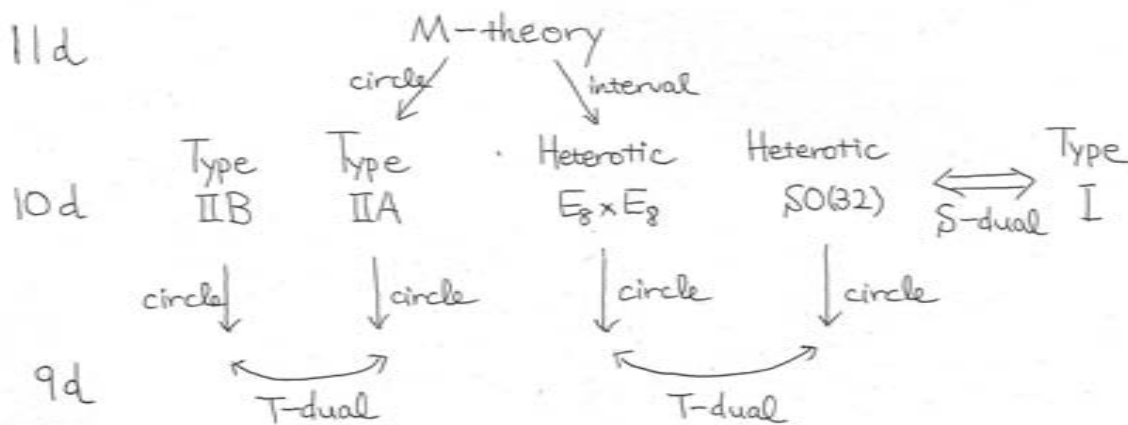 11d M-theory
circle interval
Type Type Heterotic Heterotic Type
10d IIB IIA E₈ × E₈ SO(32) S-dual I
circle circle circle circle
9d T-dual T-dual